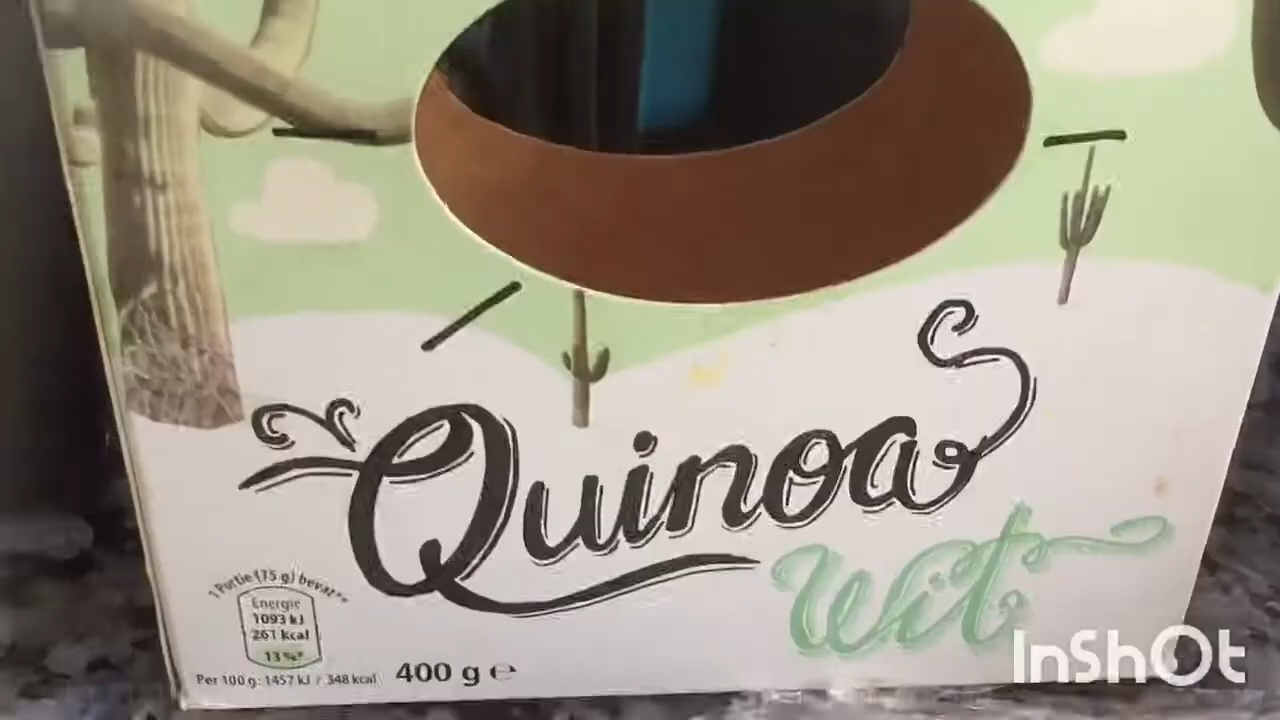 Quinoa
Wit
1 Portie (75 g) bevat**
Energie
1093 kJ
261 kcal
13 %*
Per 100 g: 1457 kJ / 348 kcal
400 g e
InShOt